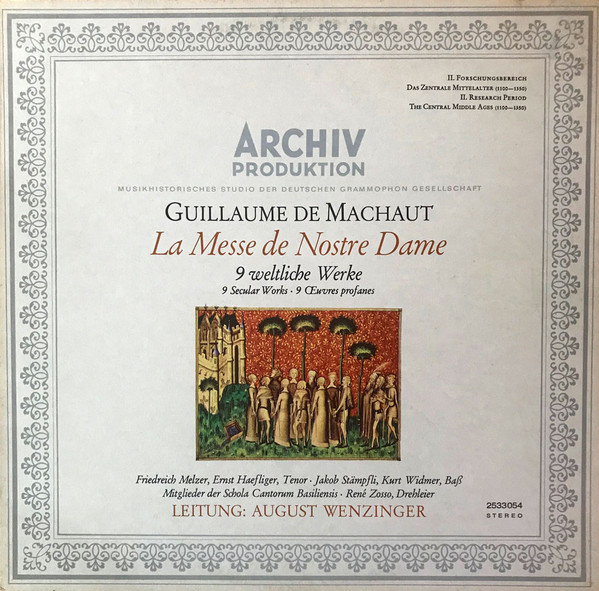 II. Forschungsbereich
Das Zentrale Mittelalter (1100—1350)
II. Research Period
The Central Middle Ages (1100—1350)
ARCHIV
PRODUKTION
MUSIKHISTORISCHES STUDIO DER DEUTSCHEN GRAMMOPHON GESELLSCHAFT
GUILLAUME DE MACHAUT
La Messe de Nostre Dame
9 weltliche Werke
9 Secular Works · 9 Œuvres profanes
Friedreich Melzer, Ernst Haefliger, Tenor · Jakob Stämpfli, Kurt Widmer, Baß
Mitglieder der Schola Cantorum Basiliensis · René Zosso, Drehleier
LEITUNG: AUGUST WENZINGER
2533054
STEREO